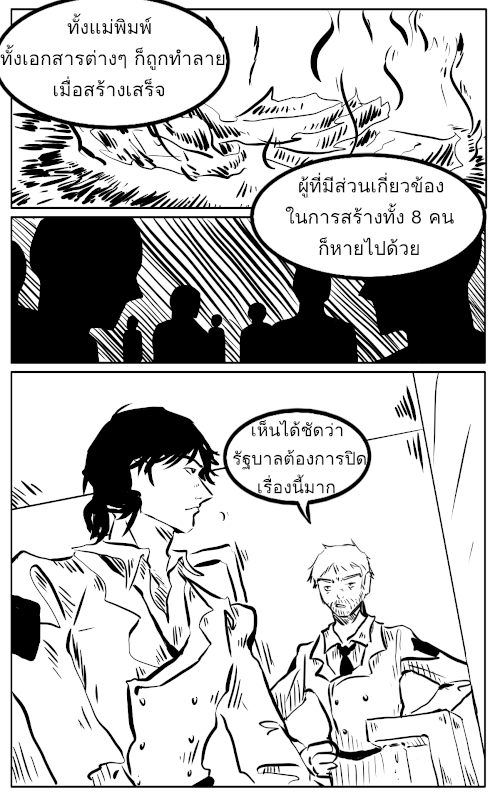 ทั้งแม่พิมพ์
ทั้งเอกสารต่างๆ ก็ถูกทำลาย
เมื่อสร้างเสร็จ
ผู้ที่มีส่วนเกี่ยวข้อง
ในการสร้างทั้ง 8 คน
ก็หายไปด้วย
เห็นได้ชัดว่า
รัฐบาลต้องการปิด
เรื่องนี้มาก